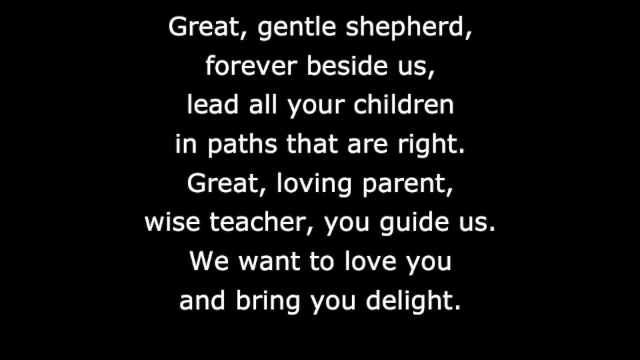 Great, gentle shepherd,
forever beside us,
lead all your children
in paths that are right.
Great, loving parent,
wise teacher, you guide us.
We want to love you
and bring you delight.